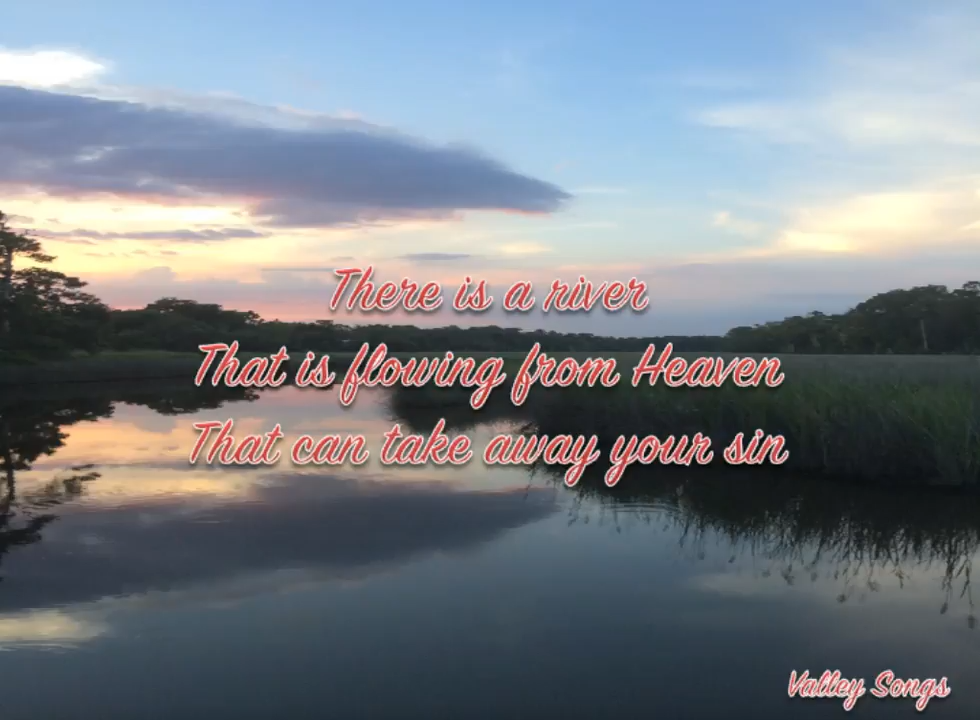 There is a river
That is flowing from Heaven
That can take away your sin
Valley Songs